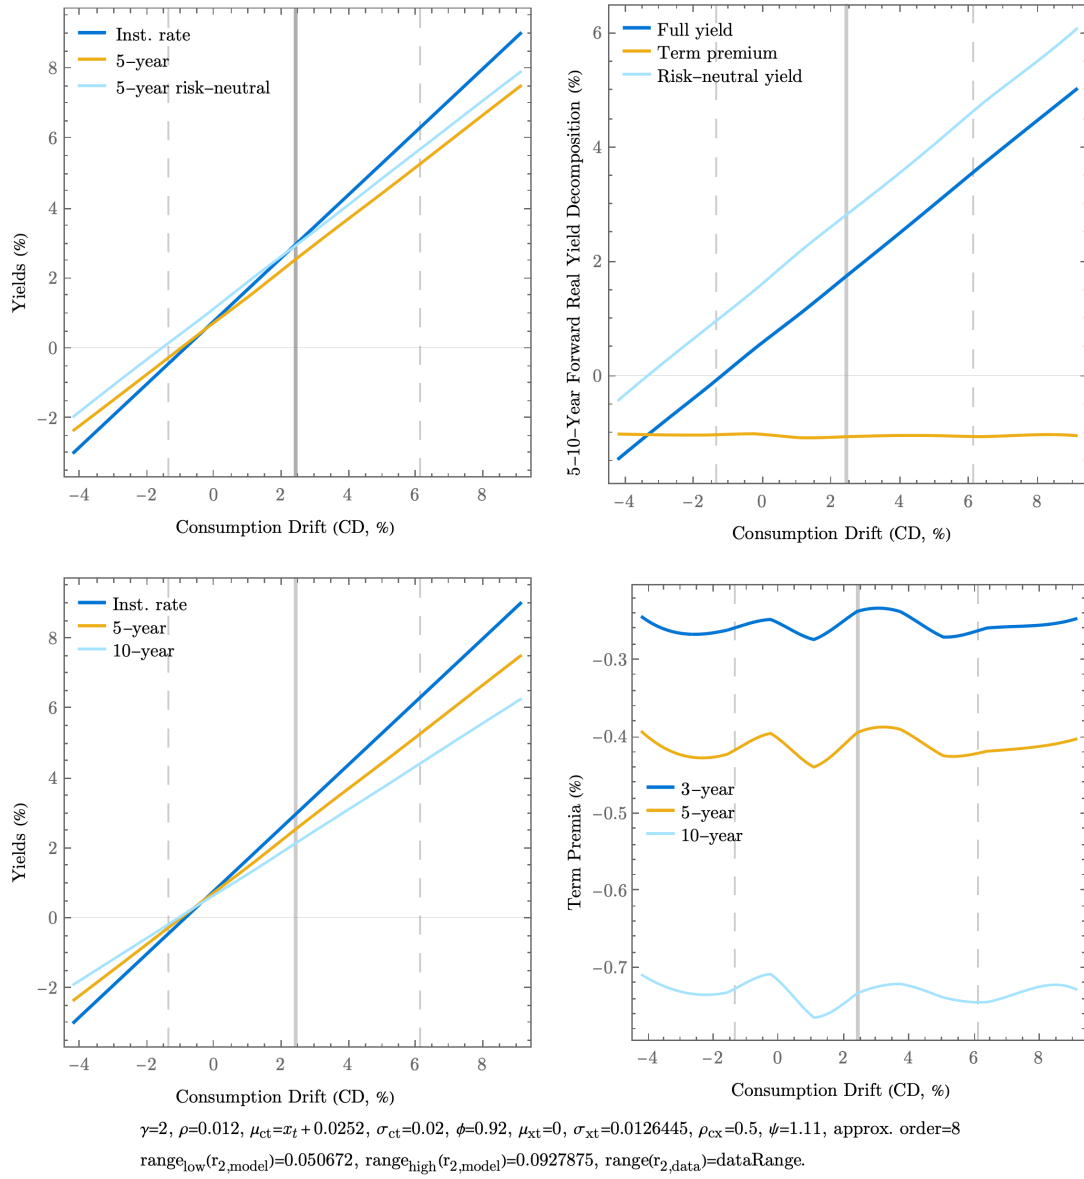 Inst. rate
5−year
5−year risk−neutral
Yields (%)
8
6
4
2
0
−2
−4 −2 0 2 4 6 8
Consumption Drift (CD, %)
Full yield
Term premium
Risk−neutral yield
5−10−Year Forward Real Yield Decomposition (%)
6
4
2
0
−4 −2 0 2 4 6 8
Consumption Drift (CD, %)
Inst. rate
5−year
10−year
Yields (%)
8
6
4
2
0
−2
−4 −2 0 2 4 6 8
Consumption Drift (CD, %)
Term Premia (%)
−0.3
−0.4
−0.5
−0.6
−0.7
3−year
5−year
10−year
−4 −2 0 2 4 6 8
Consumption Drift (CD, %)
γ=2, ρ=0.012, μct=xt+0.0252, σct=0.02, ϕ=0.92, μxt=0, σxt=0.0126445, ρcx=0.5, ψ=1.11, approx. order=8
rangelow(r2,model)=0.050672, rangehigh(r2,model)=0.0927875, range(r2,data)=dataRange.